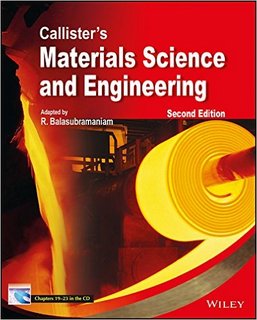 Callister's
Materials Science
and Engineering
Adapted by
R. Balasubramaniam
Second Edition
Chapters 19-23 in the CD
WILEY